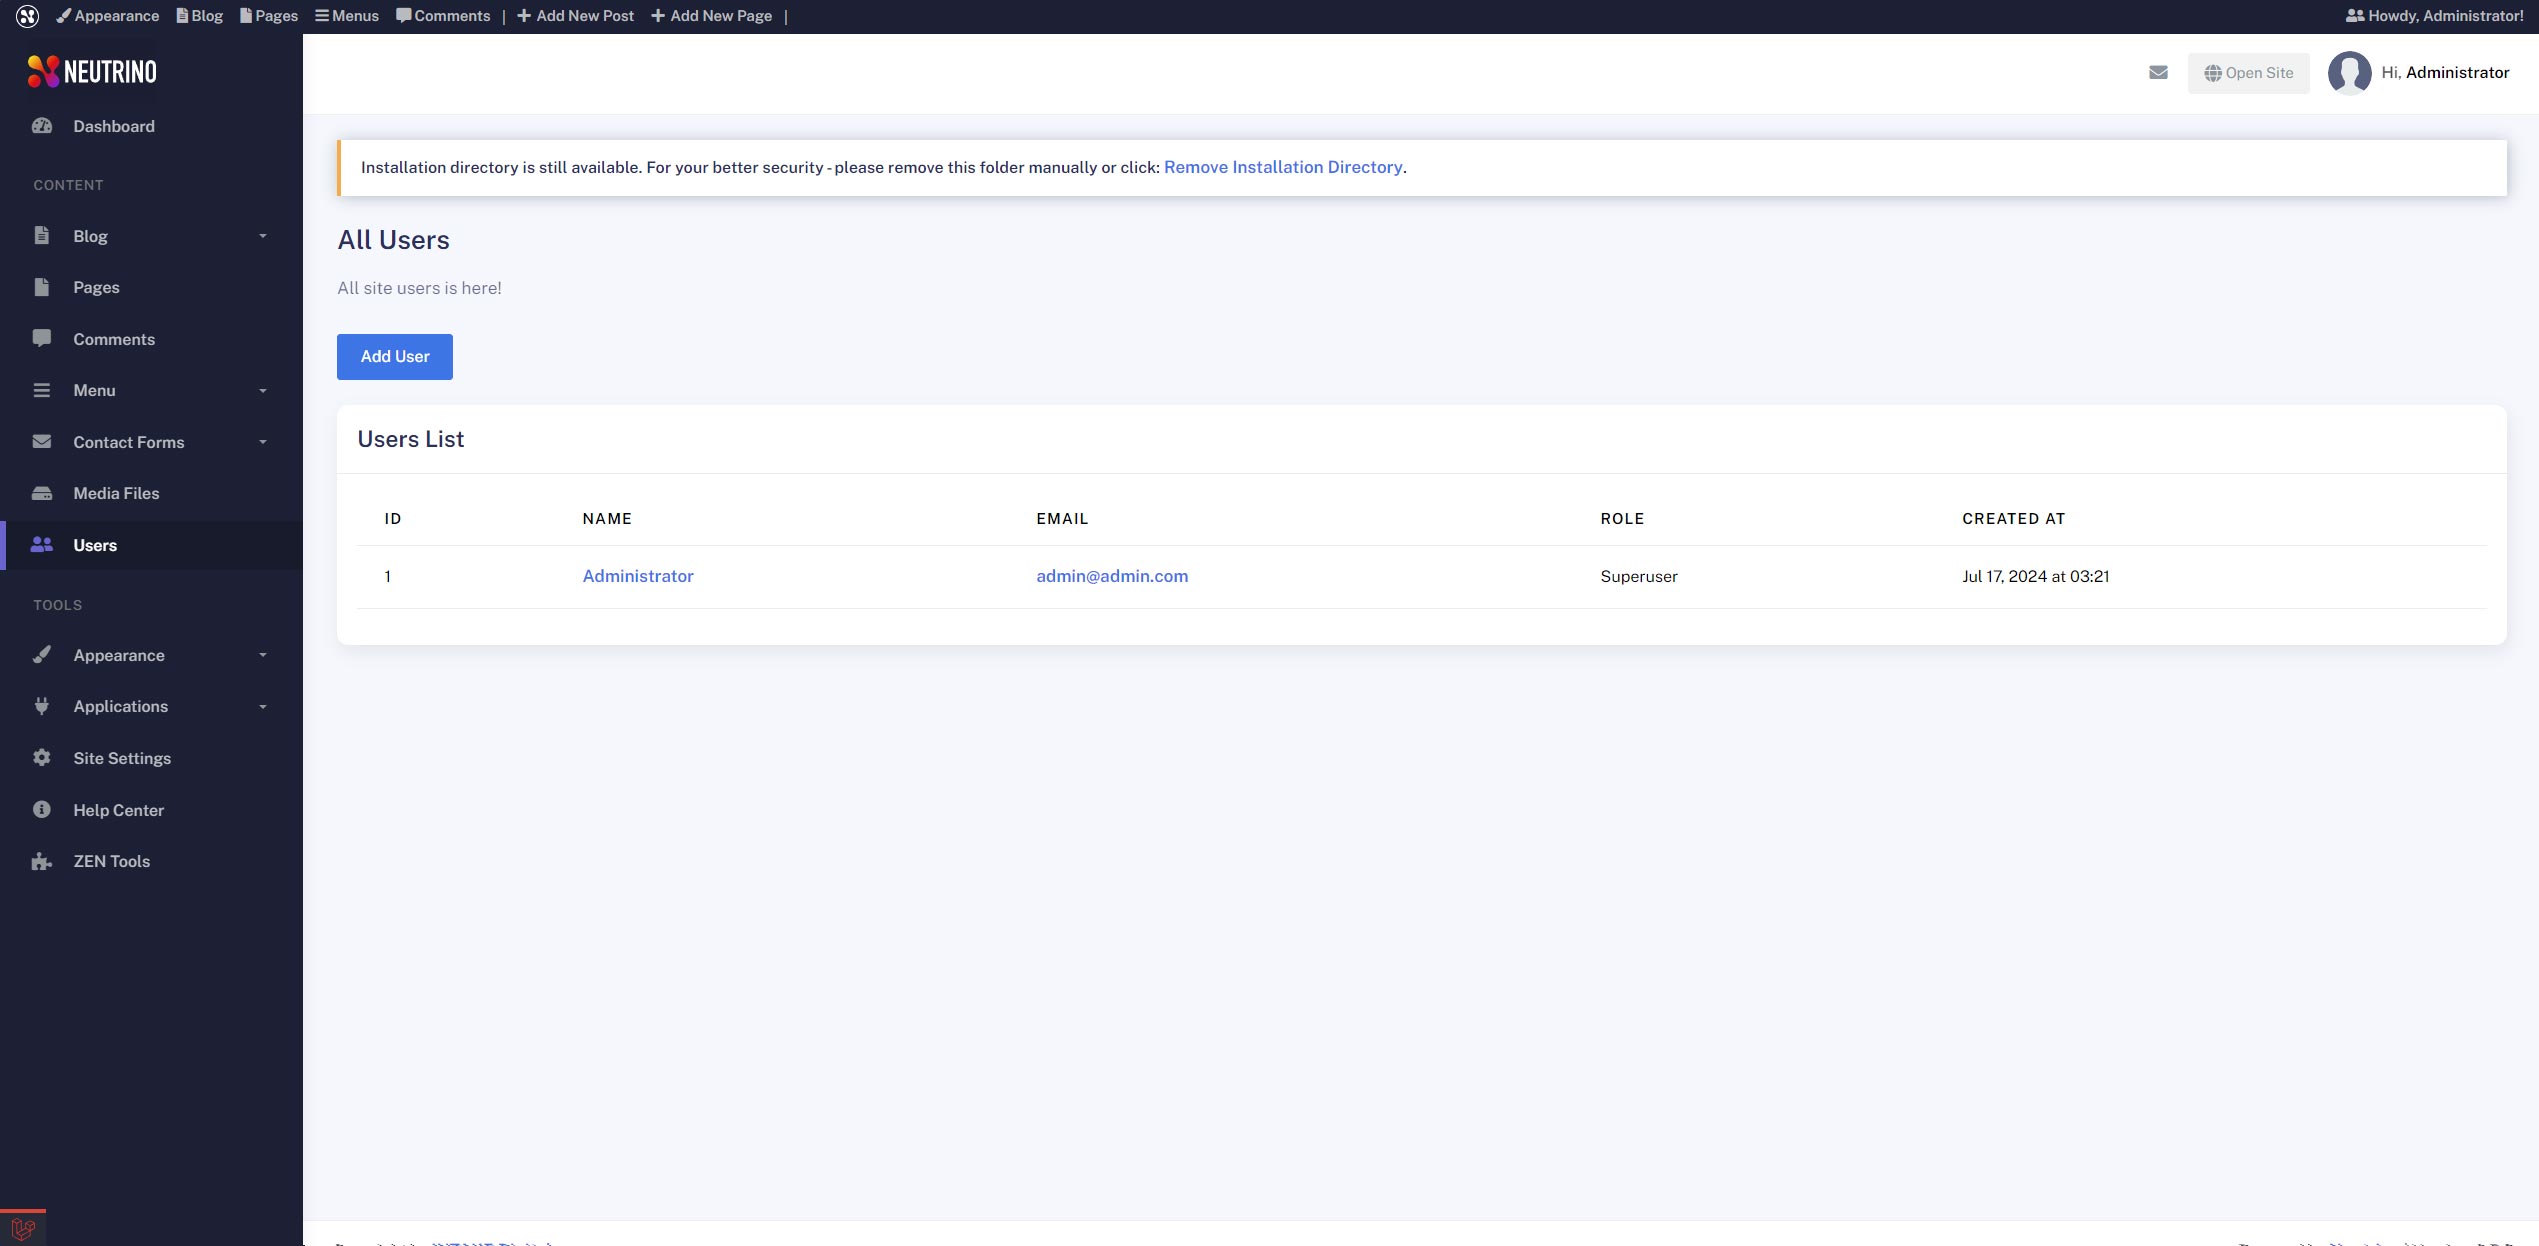 Appearance Blog Pages Menus Comments | Add New Post Add New Page | Howdy, Administrator!
NEUTRINO
Open Site Hi, Administrator
Dashboard
CONTENT
Blog
Pages
Comments
Menu
Contact Forms
Media Files
Users
TOOLS
Appearance
Applications
Site Settings
Help Center
ZEN Tools
Installation directory is still available. For your better security - please remove this folder manually or click: Remove Installation Directory.
All Users
All site users is here!
Add User
Users List
ID NAME EMAIL ROLE CREATED AT
1 Administrator admin@admin.com Superuser Jul 17, 2024 at 03:21